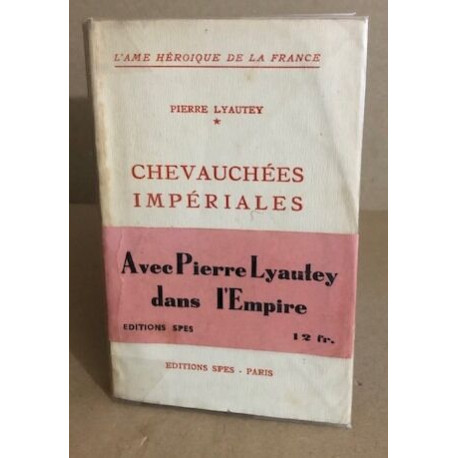 L'AME HÉROIQUE DE LA FRANCE
PIERRE LYAUTEY
★
CHEVAUCHÉES
IMPÉRIALES
Avec Pierre Lyautey
dans l'Empire
EDITIONS SPES 12 fr.
EDITIONS SPES - PARIS